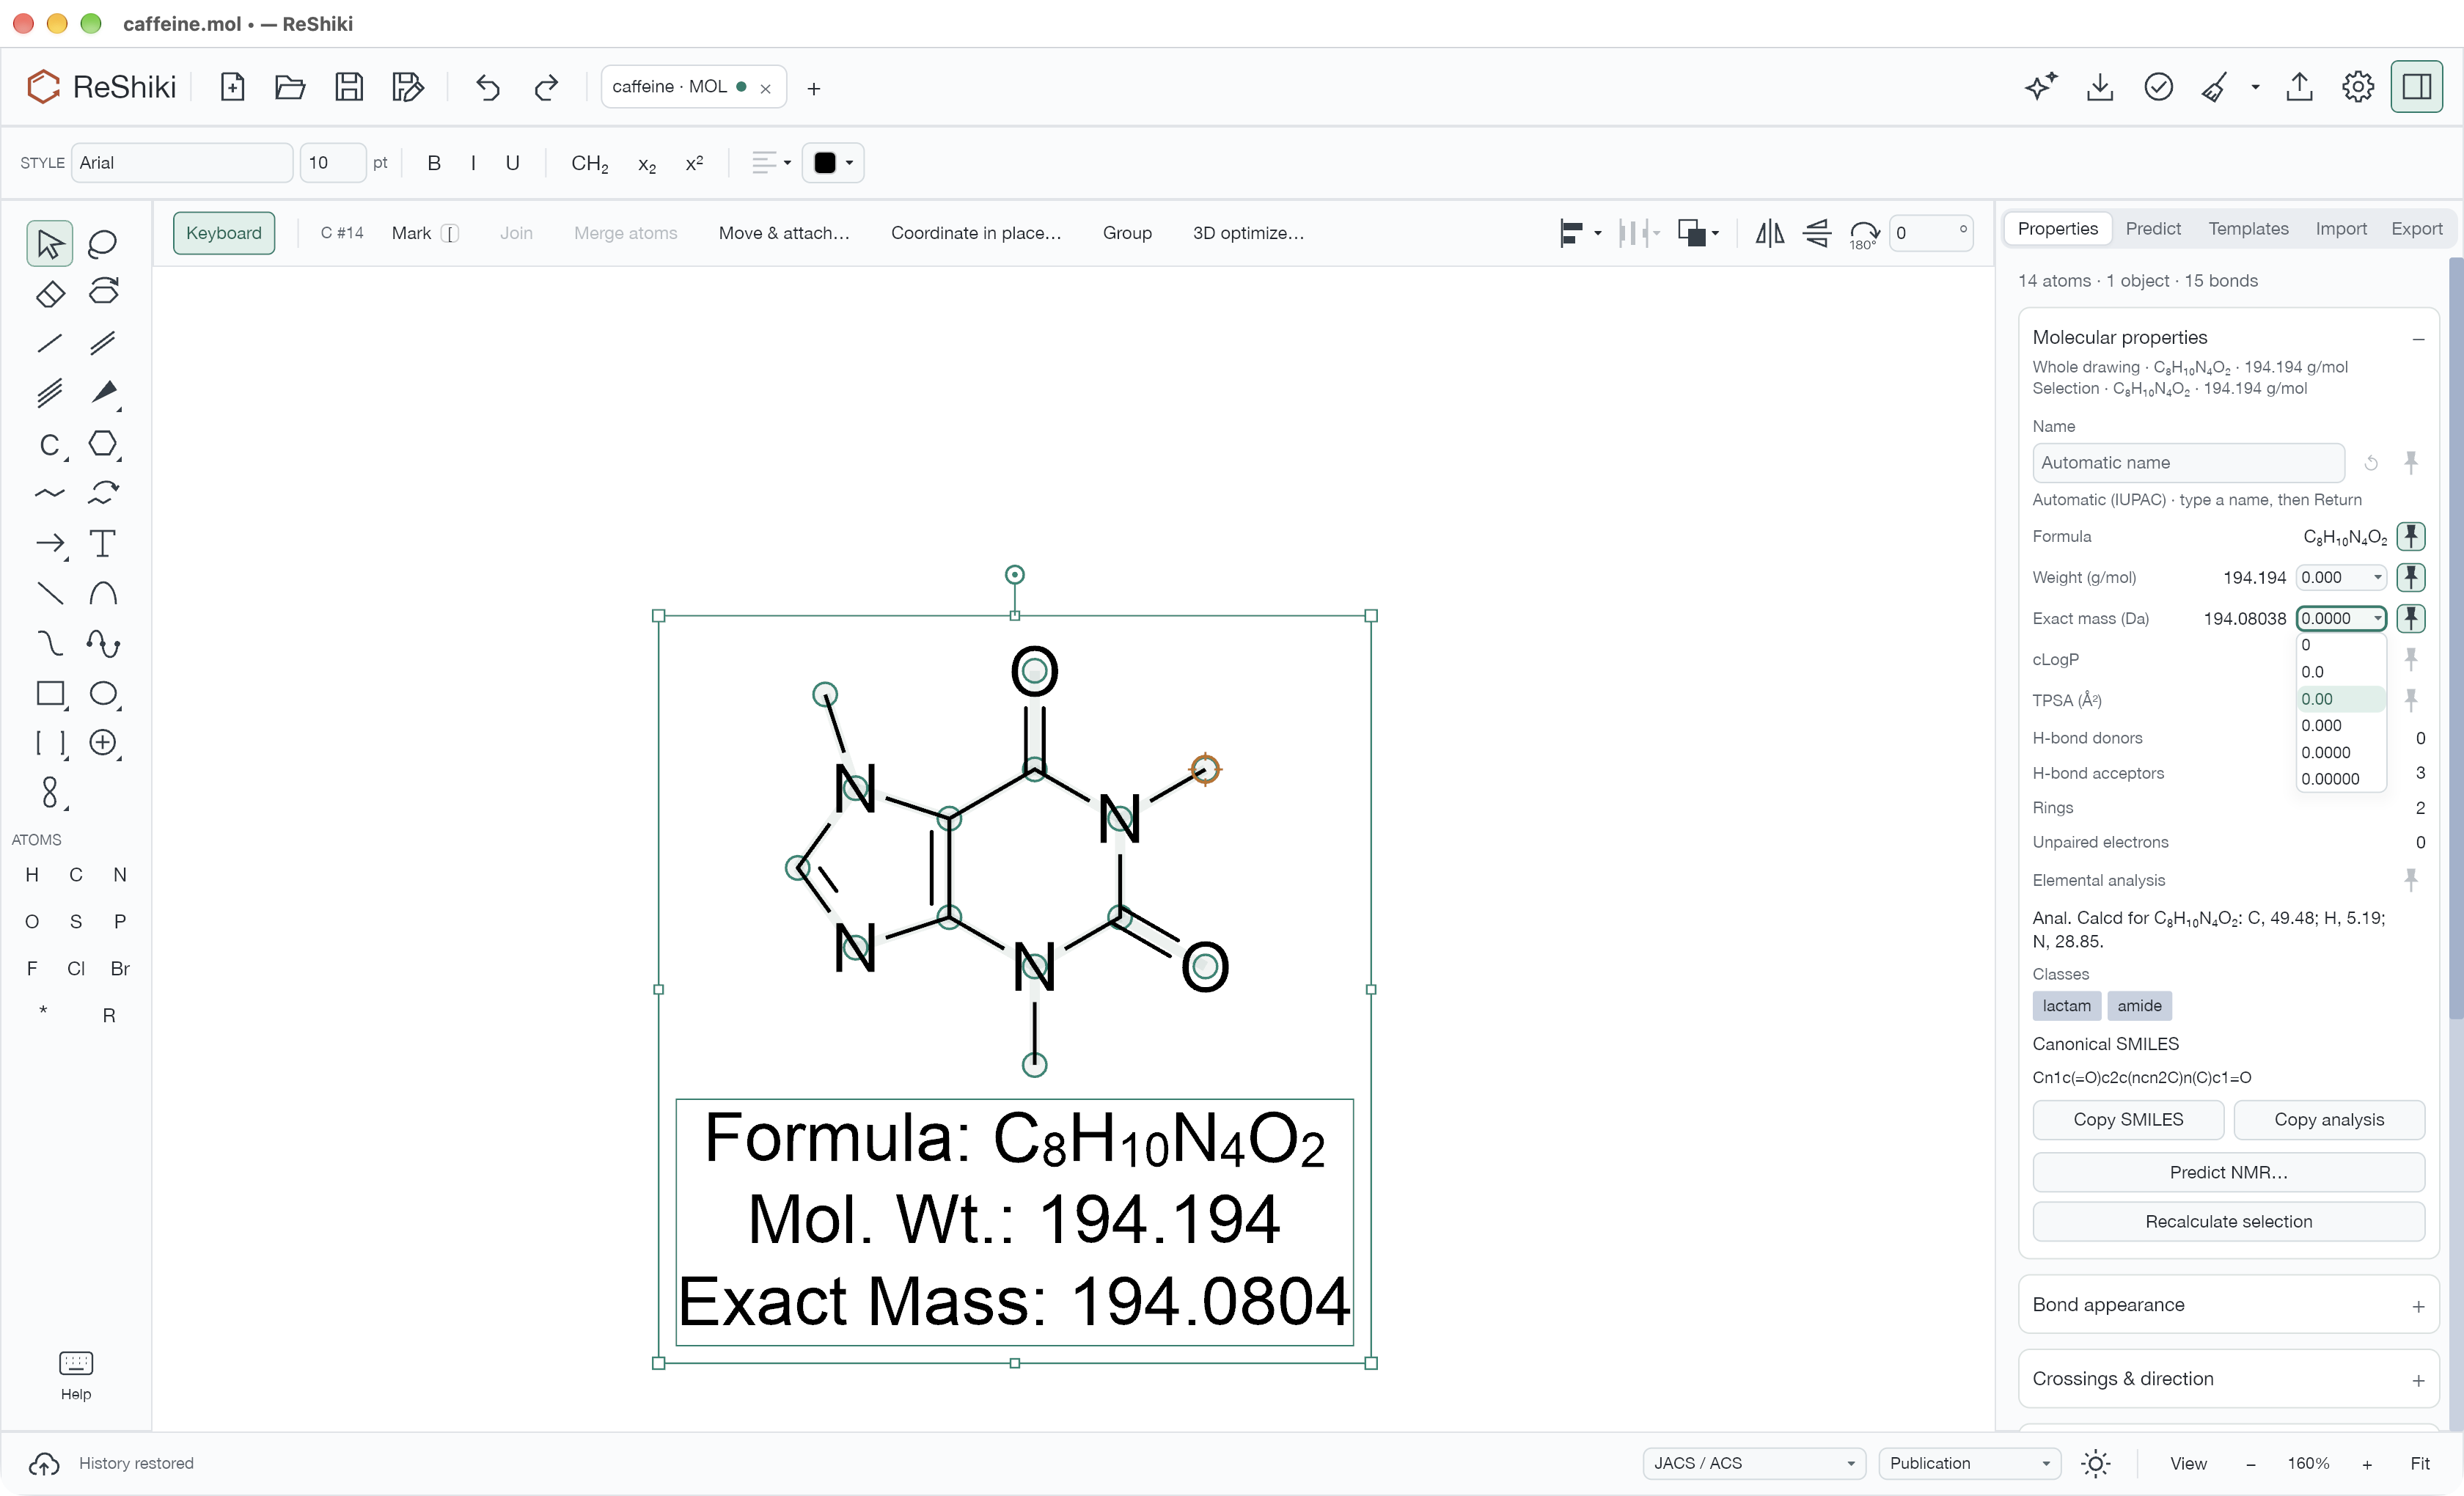 caffeine.mol • — ReShiki
ReShiki
caffeine · MOL
STYLE Arial 10 pt B I U CH₂ x₂ x²
Keyboard C #14 Mark [ Join Merge atoms Move & attach... Coordinate in place... Group 3D optimize... 180° 0 °
Properties Predict Templates Import Export
14 atoms · 1 object · 15 bonds
Molecular properties
Whole drawing · C₈H₁₀N₄O₂ · 194.194 g/mol
Selection · C₈H₁₀N₄O₂ · 194.194 g/mol
Name
Automatic name
Automatic (IUPAC) · type a name, then Return
Formula C₈H₁₀N₄O₂
Weight (g/mol) 194.194 0.000
Exact mass (Da) 194.08038 0.0000
0
0.0
0.00
0.000
0.0000
0.00000
cLogP
TPSA (Å²)
H-bond donors 0
H-bond acceptors 3
Rings 2
Unpaired electrons 0
Elemental analysis
Anal. Calcd for C₈H₁₀N₄O₂: C, 49.48; H, 5.19;
N, 28.85.
Classes
lactam amide
Canonical SMILES
Cn1c(=O)c2c(ncn2C)n(C)c1=O
Copy SMILES Copy analysis
Predict NMR...
Recalculate selection
Bond appearance
Crossings & direction
C
T
[ ]
ATOMS
H C N
O S P
F Cl Br
* R
Help
O
N
N
N
N
O
Formula: C₈H₁₀N₄O₂
Mol. Wt.: 194.194
Exact Mass: 194.0804
History restored
JACS / ACS Publication View − 160% + Fit